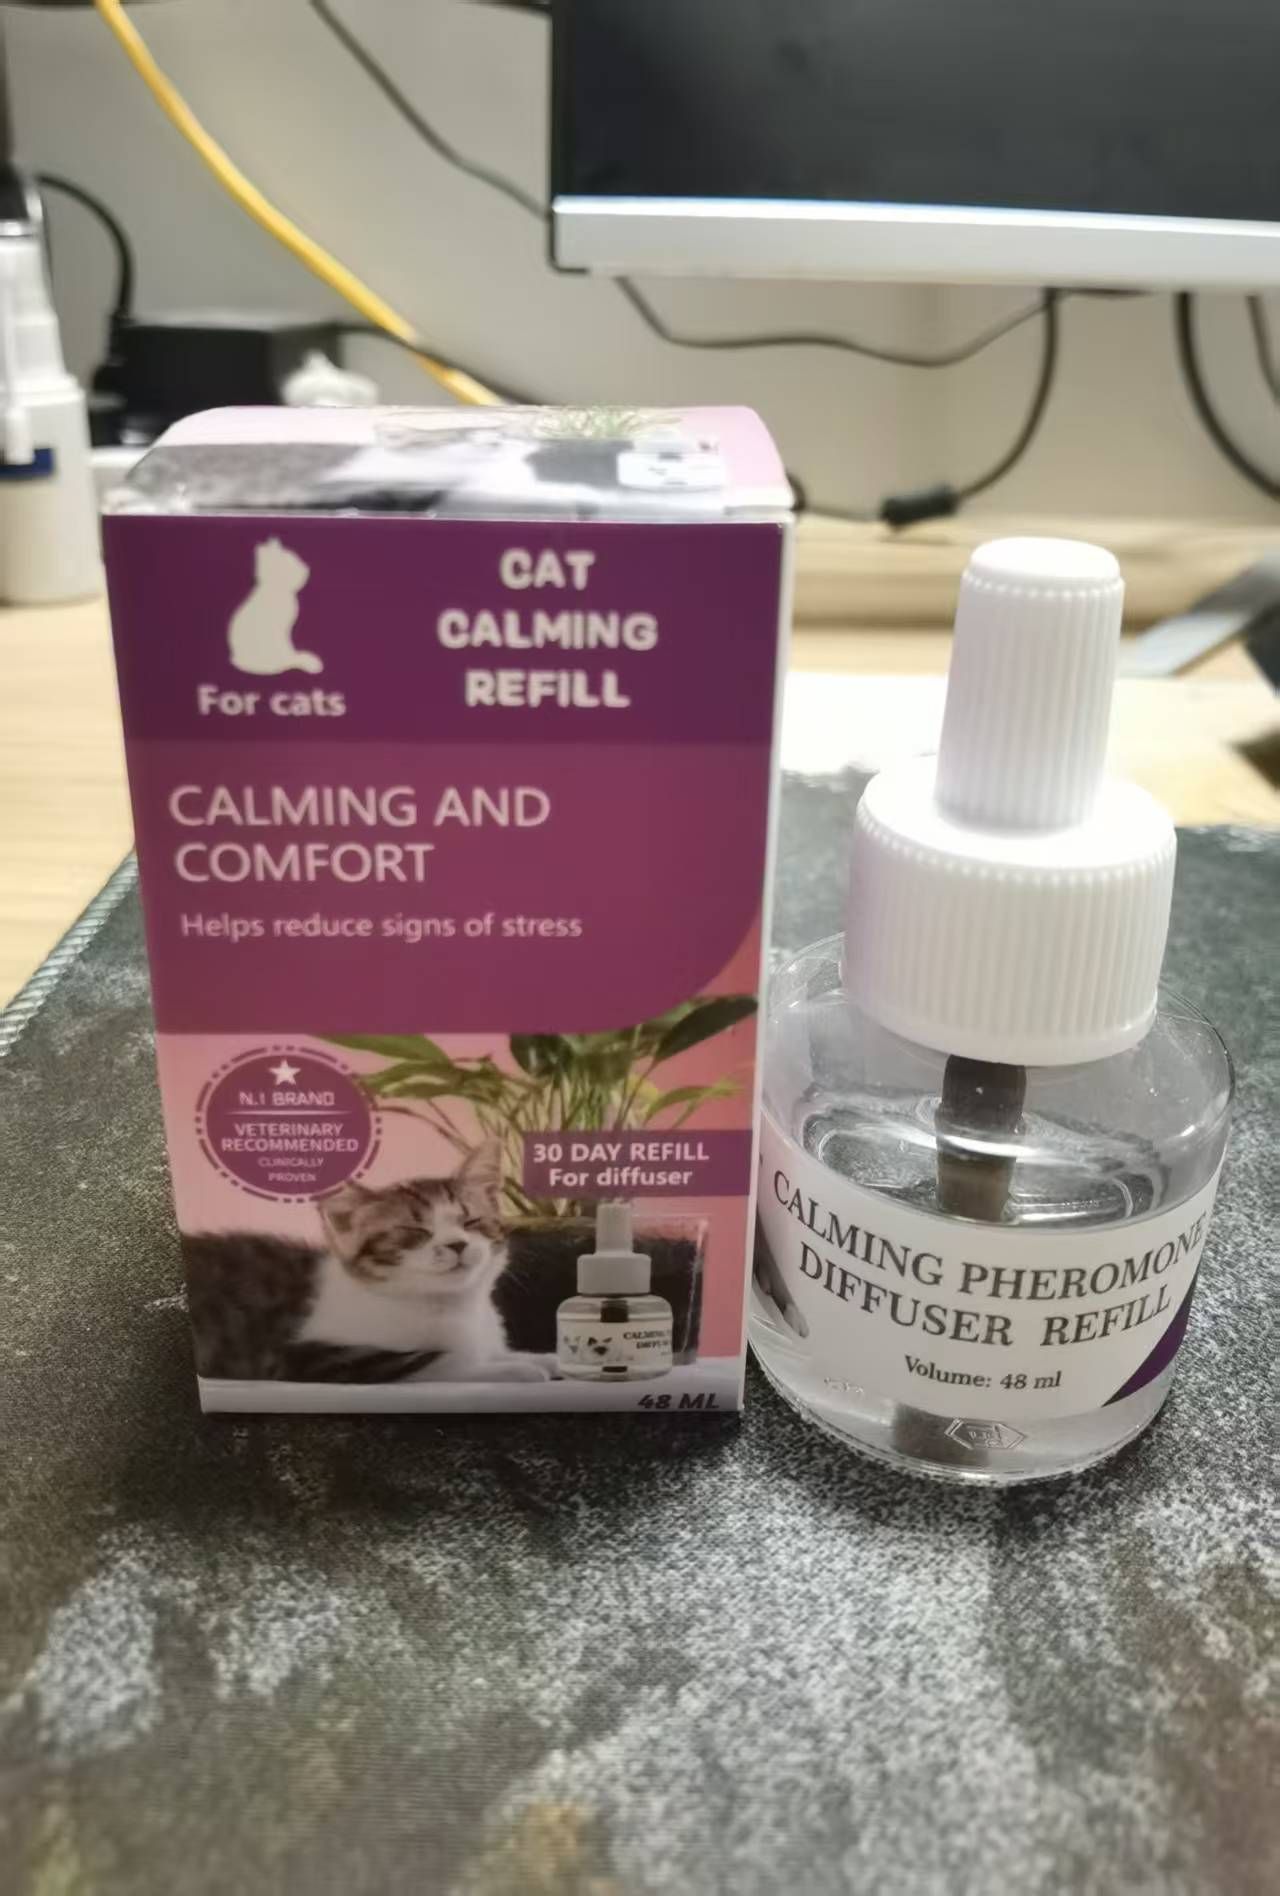 For cats
CAT
CALMING
REFILL
CALMING AND
COMFORT
Helps reduce signs of stress
N.1 BRAND
VETERINARY
RECOMMENDED
CLINICALLY
PROVEN
30 DAY REFILL
For diffuser
48 ML
CALMING PHEROMONE
DIFFUSER REFILL
Volume: 48 ml